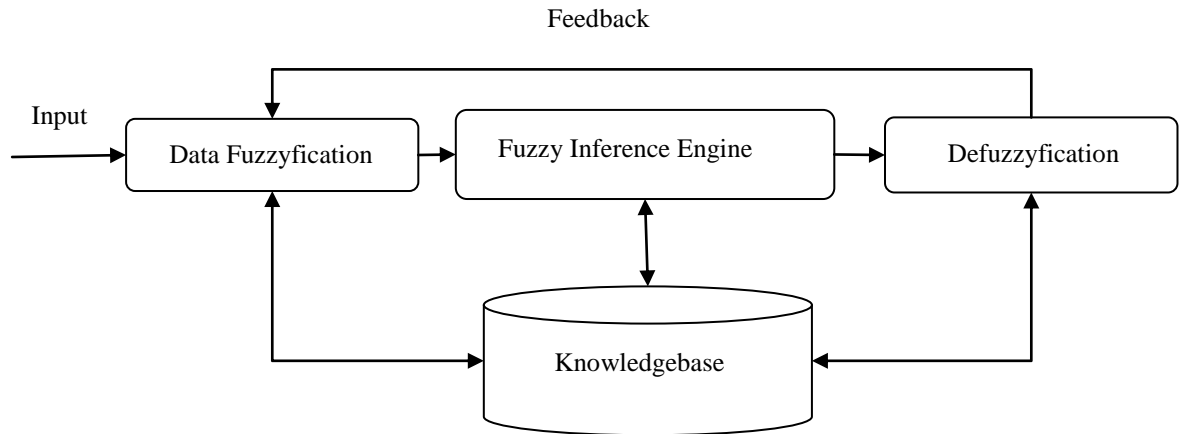 Feedback
Input
Data Fuzzyfication
Fuzzy Inference Engine
Defuzzyfication
Knowledgebase